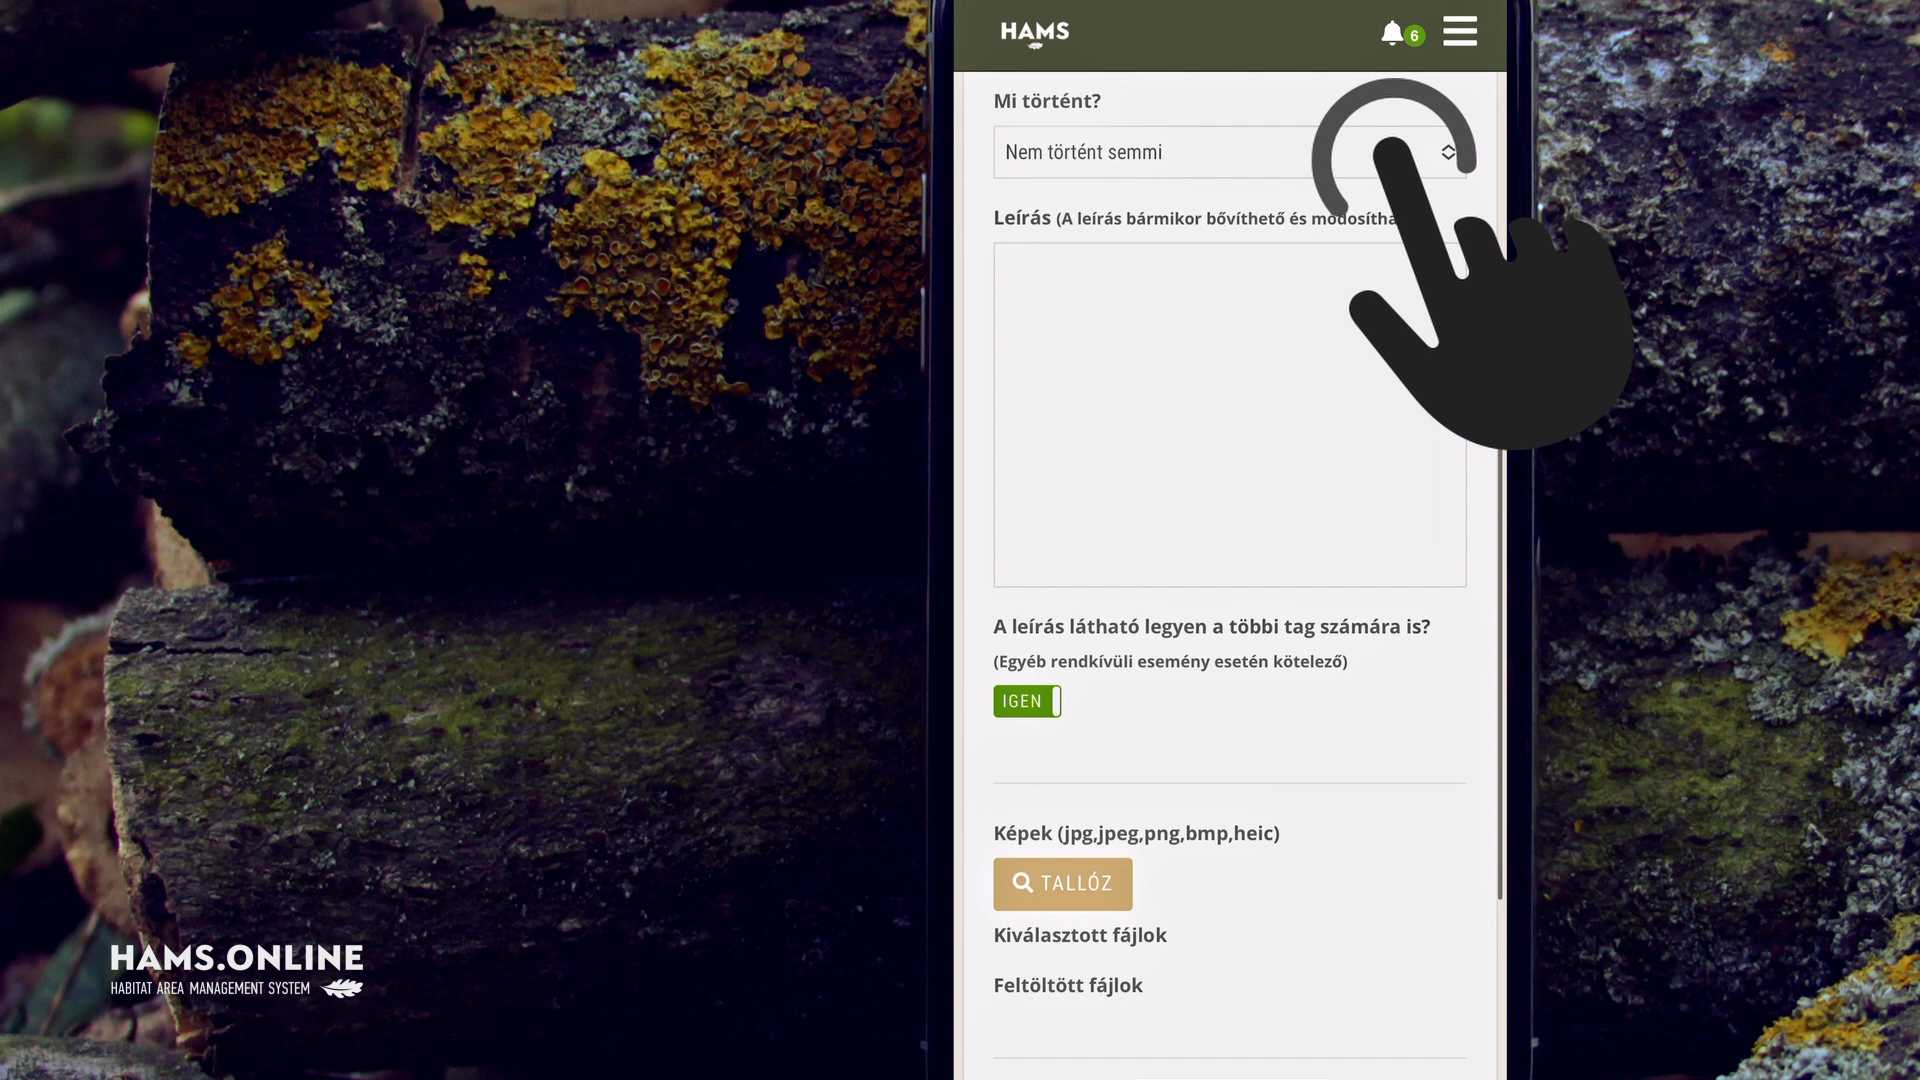 HAMS
6
Mi történt?
Nem történt semmi
Leírás (A leírás bármikor bővíthető és módosítha
A leírás látható legyen a többi tag számára is?
(Egyéb rendkívüli esemény esetén kötelező)
IGEN
Képek (jpg,jpeg,png,bmp,heic)
TALLÓZ
Kiválasztott fájlok
Feltöltött fájlok
HAMS.ONLINE
HABITAT AREA MANAGEMENT SYSTEM